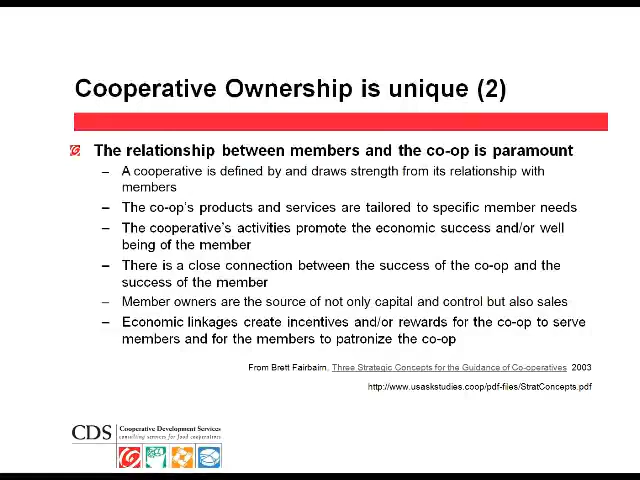 Cooperative Ownership is unique (2)
The relationship between members and the co-op is paramount
– A cooperative is defined by and draws strength from its relationship with
members
– The co-op's products and services are tailored to specific member needs
– The cooperative's activities promote the economic success and/or well
being of the member
– There is a close connection between the success of the co-op and the
success of the member
– Member owners are the source of not only capital and control but also sales
– Economic linkages create incentives and/or rewards for the co-op to serve
members and for the members to patronize the co-op
From Brett Fairbairn. Three Strategic Concepts for the Guidance of Co-operatives 2003
http://www.usaskstudies.coop/pdf-files/StratConcepts.pdf
CDS Cooperative Development Services
consulting services for food cooperatives